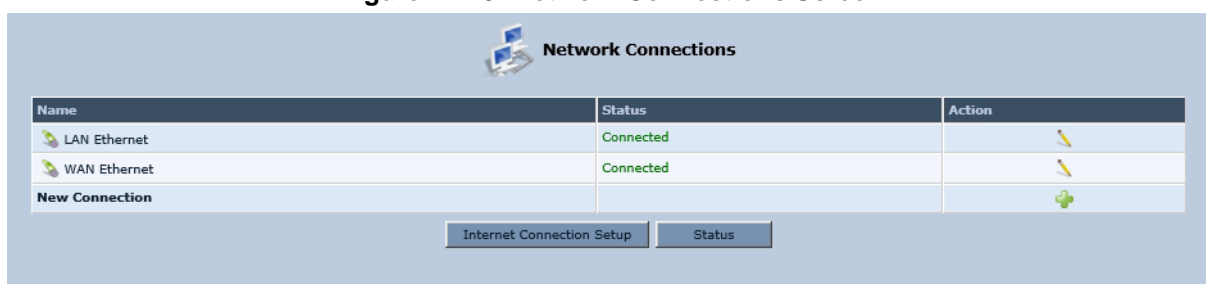 Network Connections
Name Status Action
LAN Ethernet Connected
WAN Ethernet Connected
New Connection
Internet Connection Setup Status